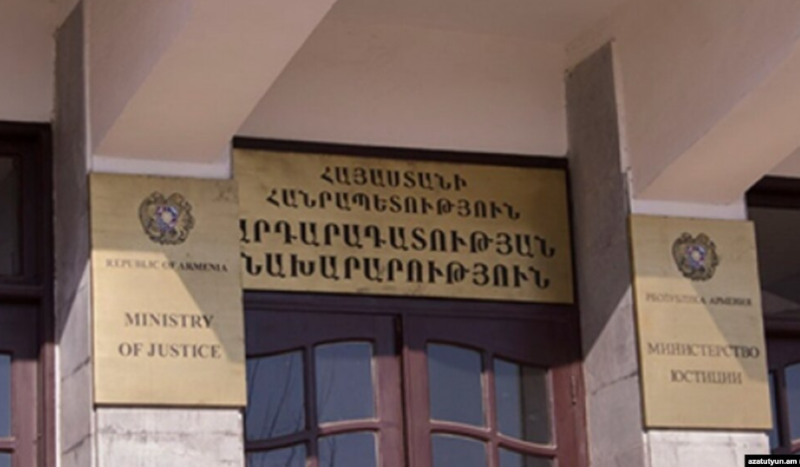 REPUBLIC OF ARMENIA
MINISTRY
OF JUSTICE
ՀԱՅԱՍՏԱՆԻ
ՀԱՆՐԱՊԵՏՈՒԹՅՈՒՆ
ԱՐԴԱՐԱԴԱՏՈՒԹՅԱՆ
ՆԱԽԱՐԱՐՈՒԹՅՈՒՆ
РЕСПУБЛИКА АРМЕНИЯ
МИНИСТЕРСТВО
ЮСТИЦИИ
azatutyun.am